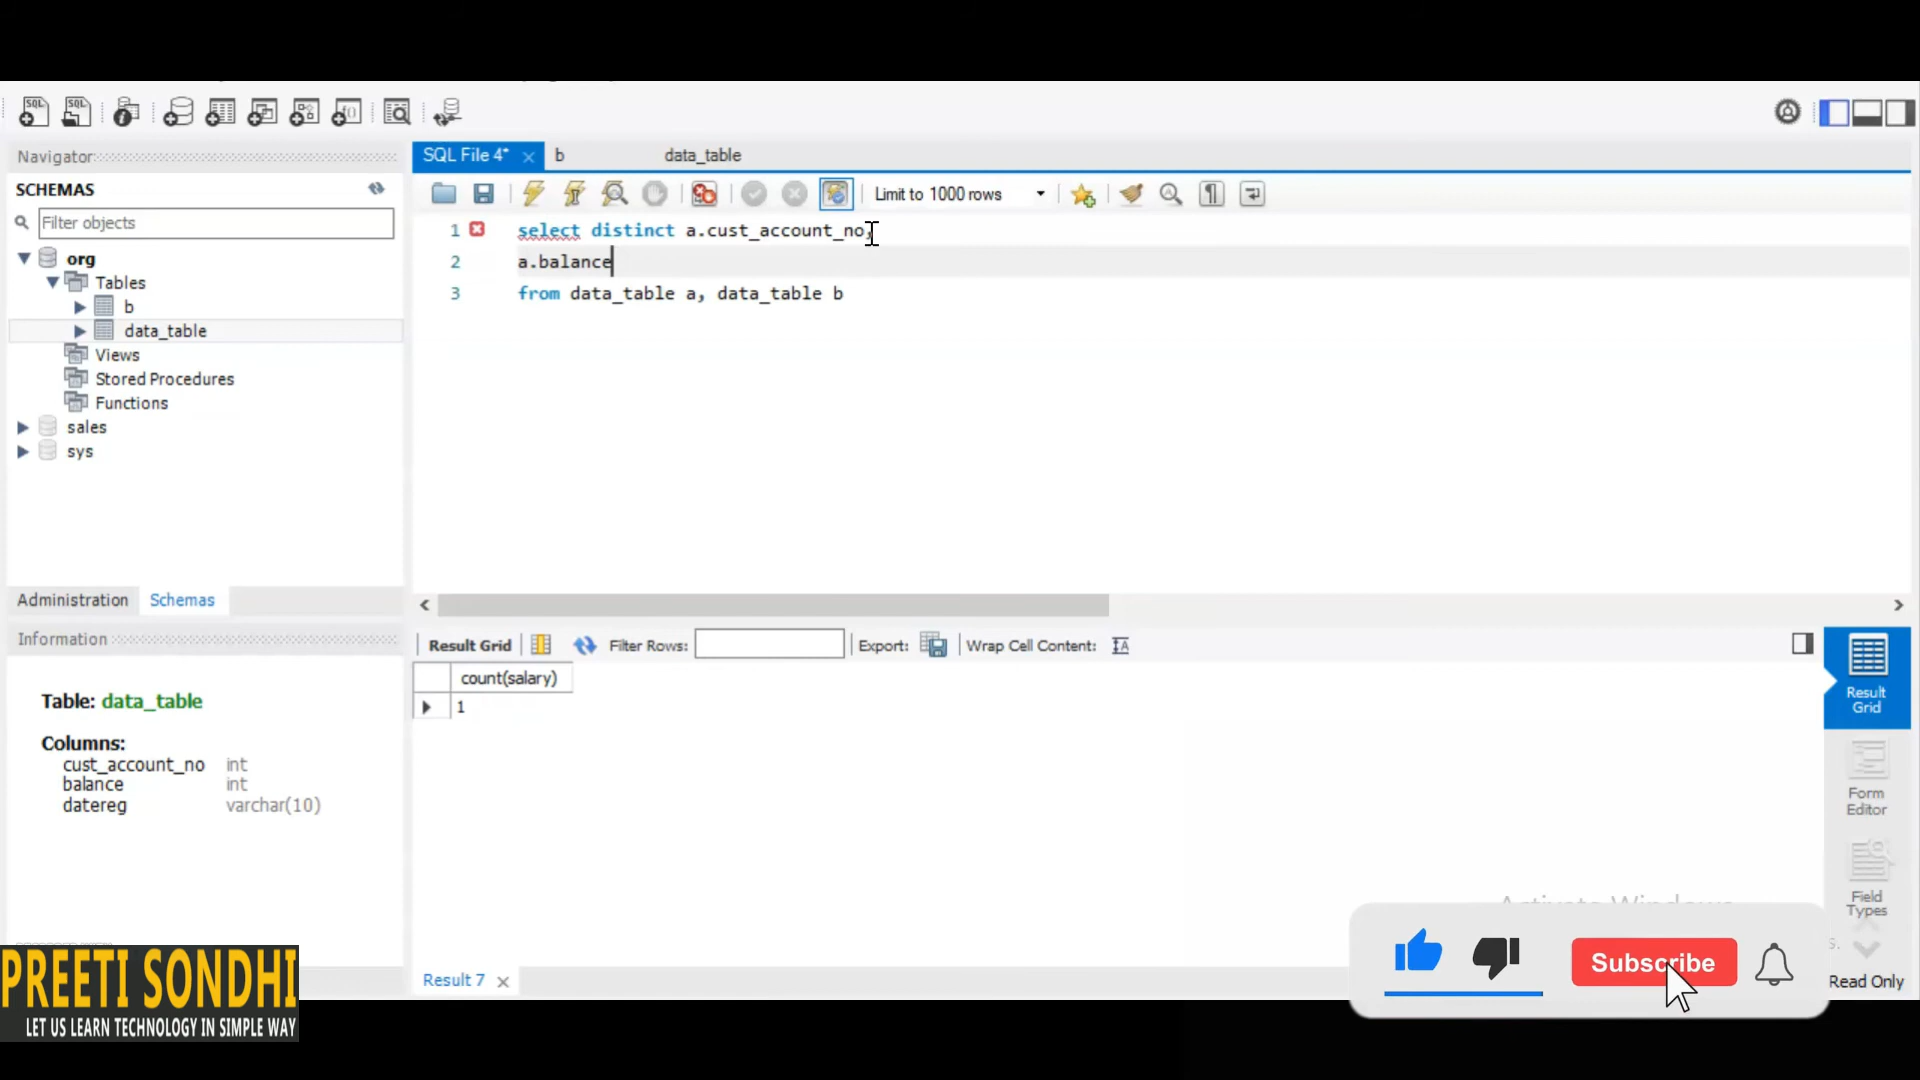 Navigator
SCHEMAS
Filter objects
org
Tables
b
data_table
Views
Stored Procedures
Functions
sales
sys
Administration Schemas
Information
Table: data_table
Columns:
cust_account_no int
balance int
datereg varchar(10)
SQL File 4* b data_table
Limit to 1000 rows
1 select distinct a.cust_account_no,
2 a.balance
3 from data_table a, data_table b
Result Grid Filter Rows: Export: Wrap Cell Content:
count(salary)
1
Result Grid
Form Editor
Field Types
Result 7
Read Only
Activate Windows
Subscribe
PREETI SONDHI
LET US LEARN TECHNOLOGY IN SIMPLE WAY